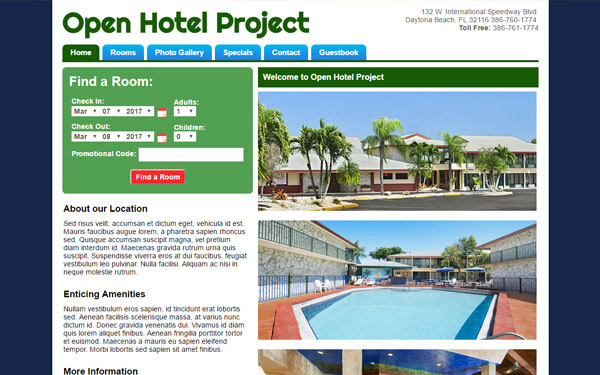 Open Hotel Project
132 W. International Speedway Blvd.
Daytona Beach, FL 32116 386-760-1774
Toll Free: 386-761-1774
Home Rooms Photo Gallery Specials Contact Guestbook
Find a Room:
Check In: Adults:
Mar 07 2017 1
Check Out: Children:
Mar 08 2017 0
Promotional Code:
Find a Room
Welcome to Open Hotel Project
About our Location
Sed risus velit, accumsan et dictum eget, vehicula id est.
Mauris faucibus augue lorem, a pharetra sapien rhoncus
sed. Quisque accumsan suscipit magna, vel pretium
diam interdum id. Maecenas gravida rutrum urna quis
suscipit. Suspendisse viverra eros at dui faucibus, feugiat
vestibulum leo pulvinar. Nulla facilisi. Aliquam ac nisi in
neque molestie rutrum.
Enticing Amenities
Nullam vestibulum eros sapien, id tincidunt erat lobortis
sed. Aenean facilisis scelerisque massa, at varius nunc
dictum id. Donec gravida venenatis dui. Vivamus id diam
quis lorem aliquet finibus. Aenean fringilla porttitor tortor
et euismod. Maecenas a mauris eu sapien eleifend
tempor. Morbi lobortis sed sapien sit amet finibus.
More Information